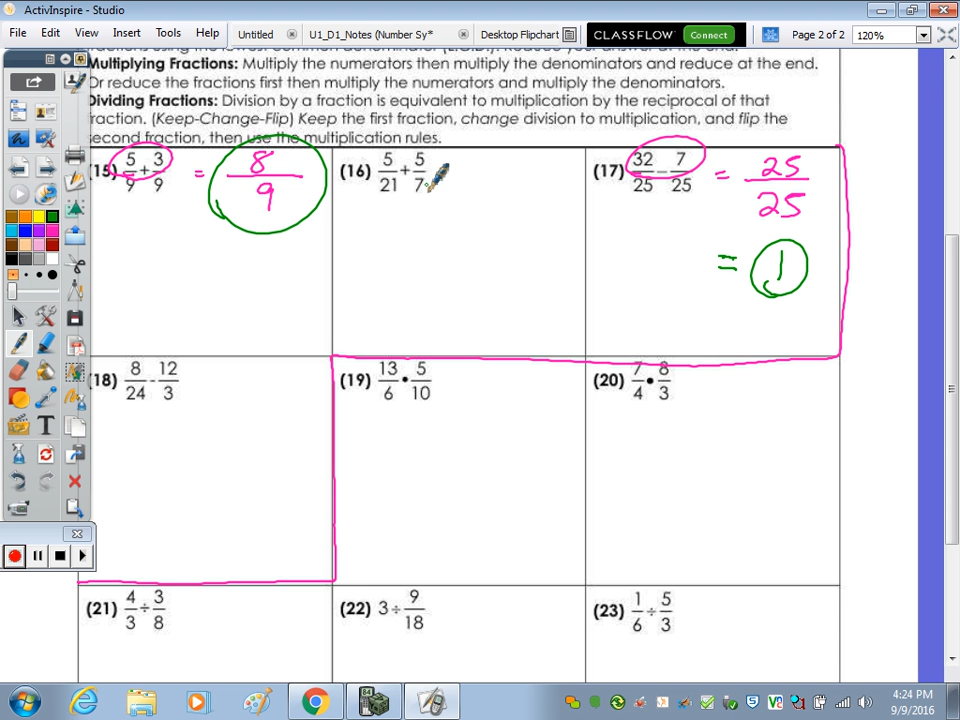 ActivInspire - Studio
File Edit View Insert Tools Help
Untitled
U1_D1_Notes (Number Sy*
Desktop Flipchart
CLASSFLOW Connect
Page 2 of 2
120%
Multiplying Fractions: Multiply the numerators then multiply the denominators and reduce at the end.
Or reduce the fractions first then multiply the numerators and multiply the denominators.
Dividing Fractions: Division by a fraction is equivalent to multiplication by the reciprocal of that
fraction. (Keep-Change-Flip) Keep the first fraction, change division to multiplication, and flip the
second fraction, then use the multiplication rules.
(15) 5/9 + 3/9 = 8/9
(16) 5/21 + 5/7
(17) 32/25 - 7/25 = 25/25
= 1
(18) 8/24 - 12/3
(19) 13/6 • 5/10
(20) 7/4 • 8/3
(21) 4/3 ÷ 3/8
(22) 3 ÷ 9/18
(23) 1/6 ÷ 5/3
4:24 PM
9/9/2016